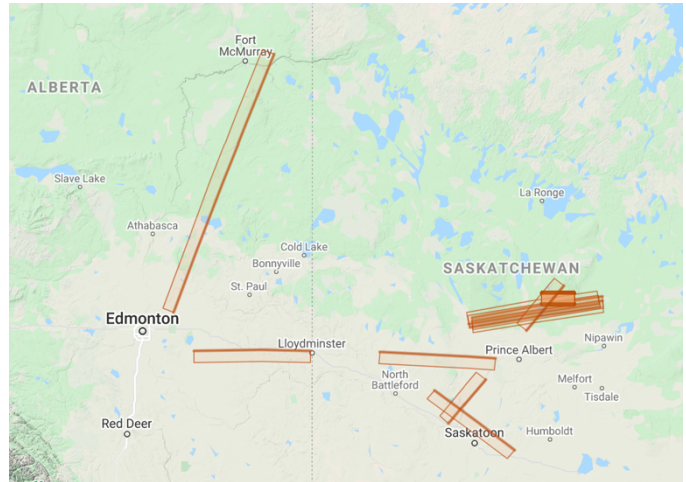 Fort
McMurray
ALBERTA
Slave Lake
La Ronge
Athabasca
Cold Lake
Bonnyville
St. Paul
SASKATCHEWAN
Edmonton
Lloydminster
Prince Albert
Nipawin
North
Battleford
Melfort
Tisdale
Red Deer
Saskatoon
Humboldt